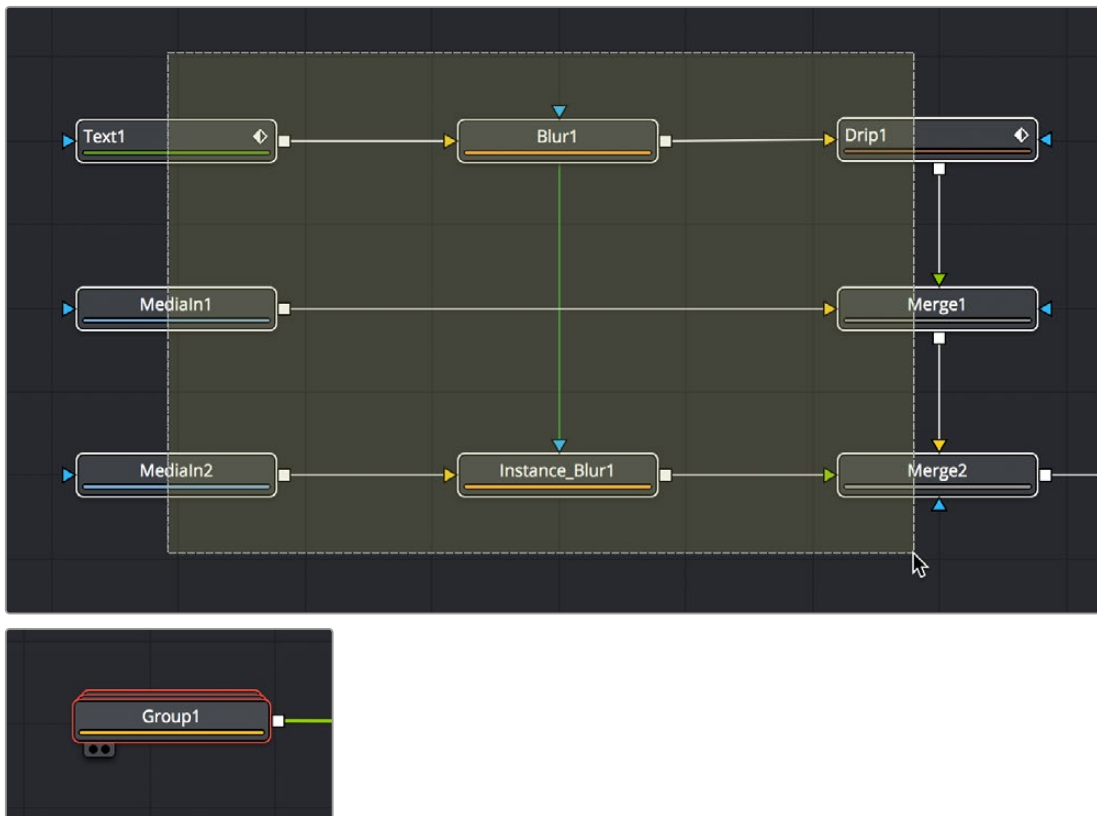 Text1
Blur1
Drip1
MediaIn1
Merge1
MediaIn2
Instance_Blur1
Merge2
Group1